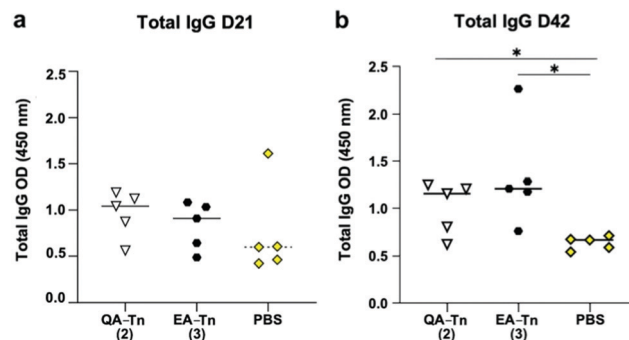 a
Total IgG D21
Total IgG OD (450 nm)
2.5
2.0
1.5
1.0
0.5
0.0
QA–Tn
(2)
EA–Tn
(3)
PBS
b
Total IgG D42
Total IgG OD (450 nm)
2.5
2.0
1.5
1.0
0.5
0.0
*
*
QA–Tn
(2)
EA–Tn
(3)
PBS